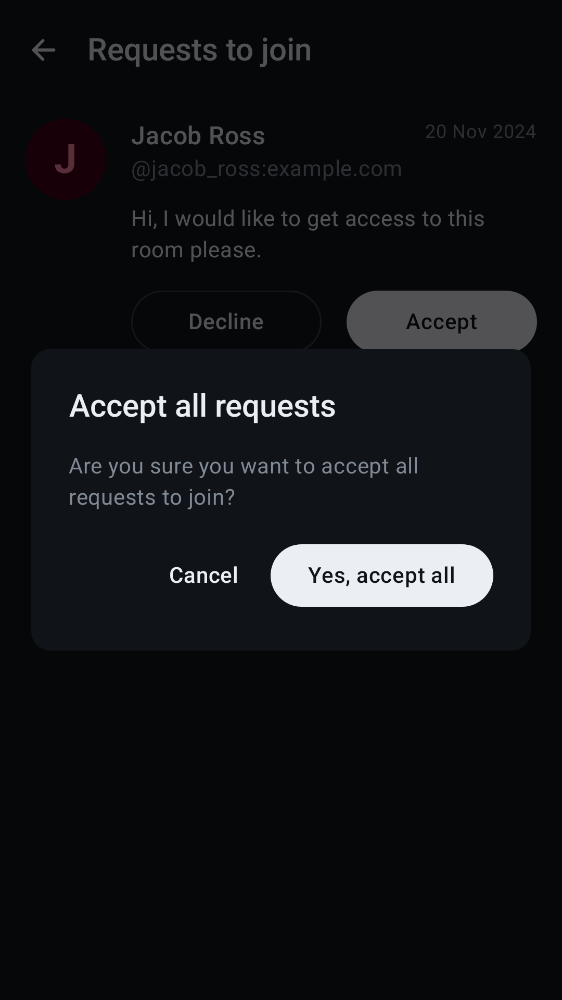 Requests to join
J
Jacob Ross
20 Nov 2024
@jacob_ross:example.com
Hi, I would like to get access to this
room please.
Decline
Accept
Accept all requests
Are you sure you want to accept all
requests to join?
Cancel
Yes, accept all